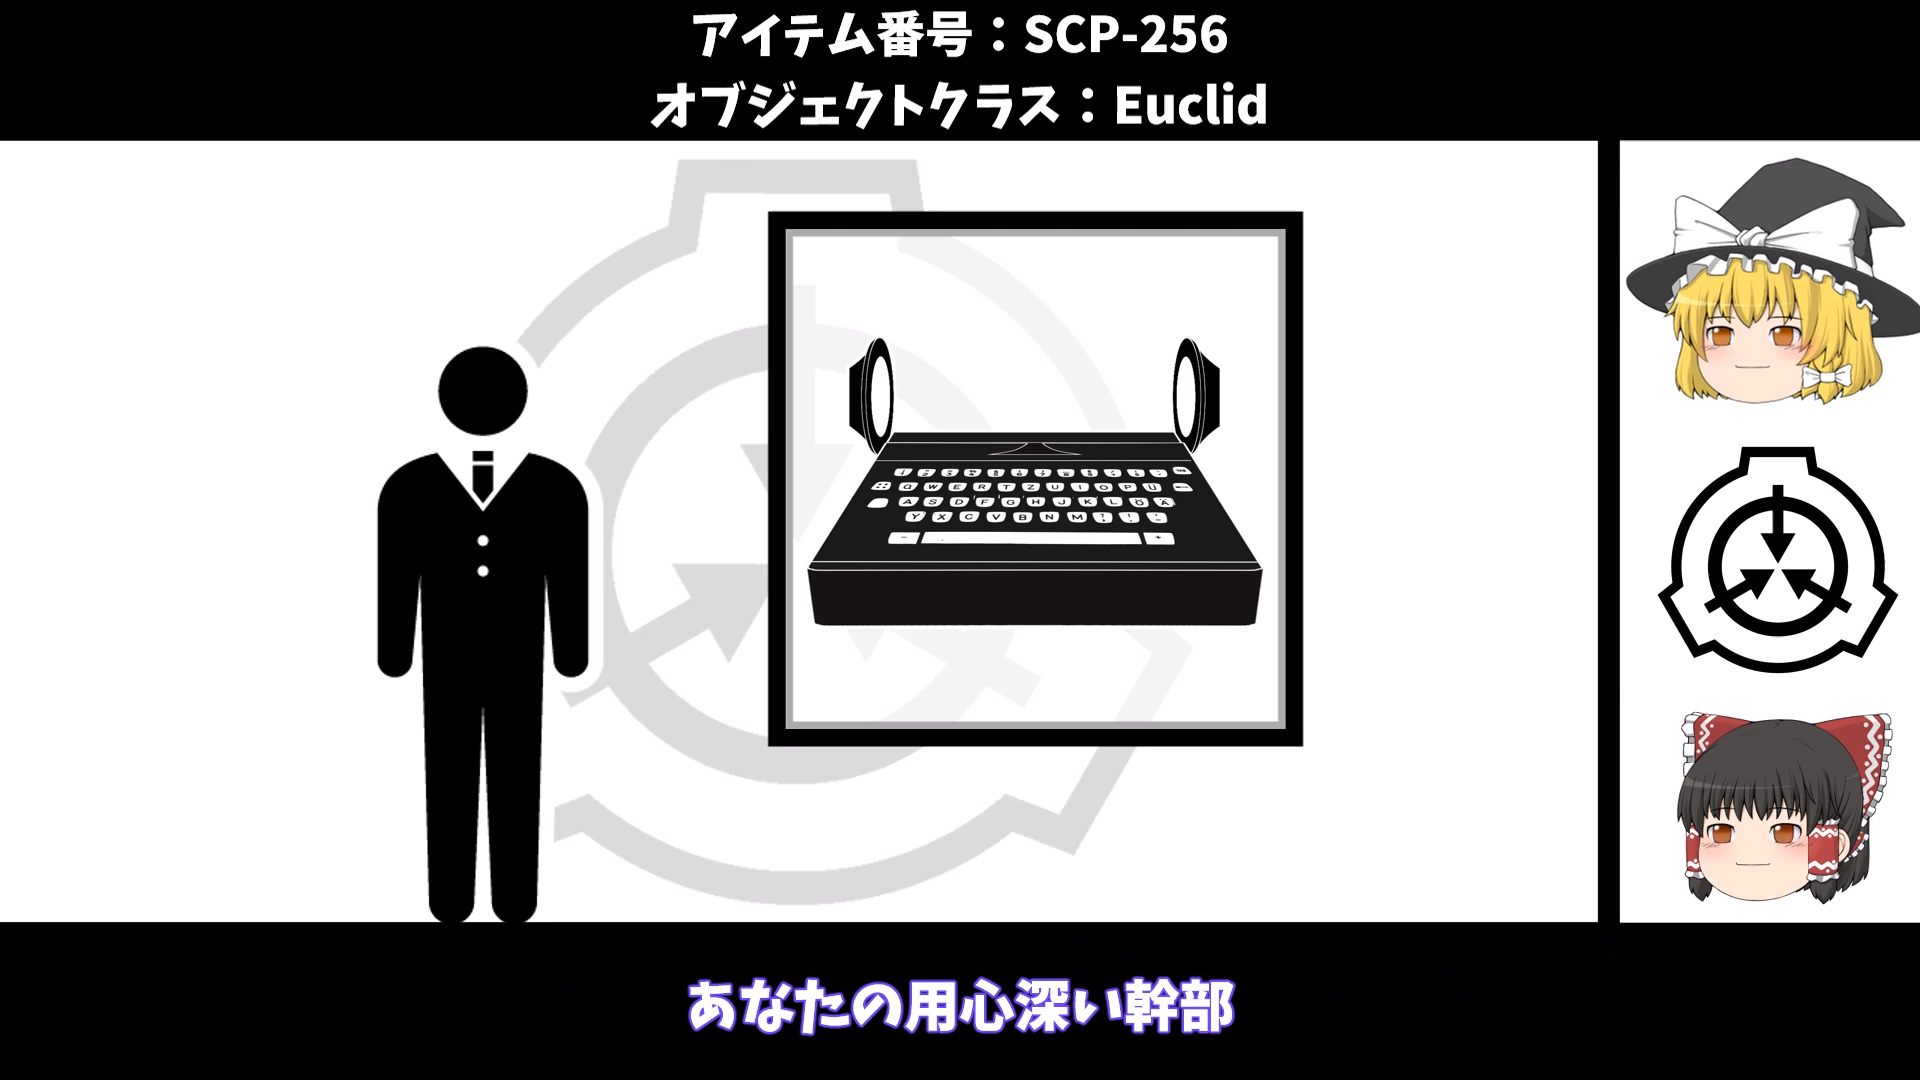 アイテム番号：SCP-256
オブジェクトクラス：Euclid
Q W E R T Z U I O P Ü
A S D F G H J K L Ö Ä
Y X C V B N M
あなたの用心深い幹部